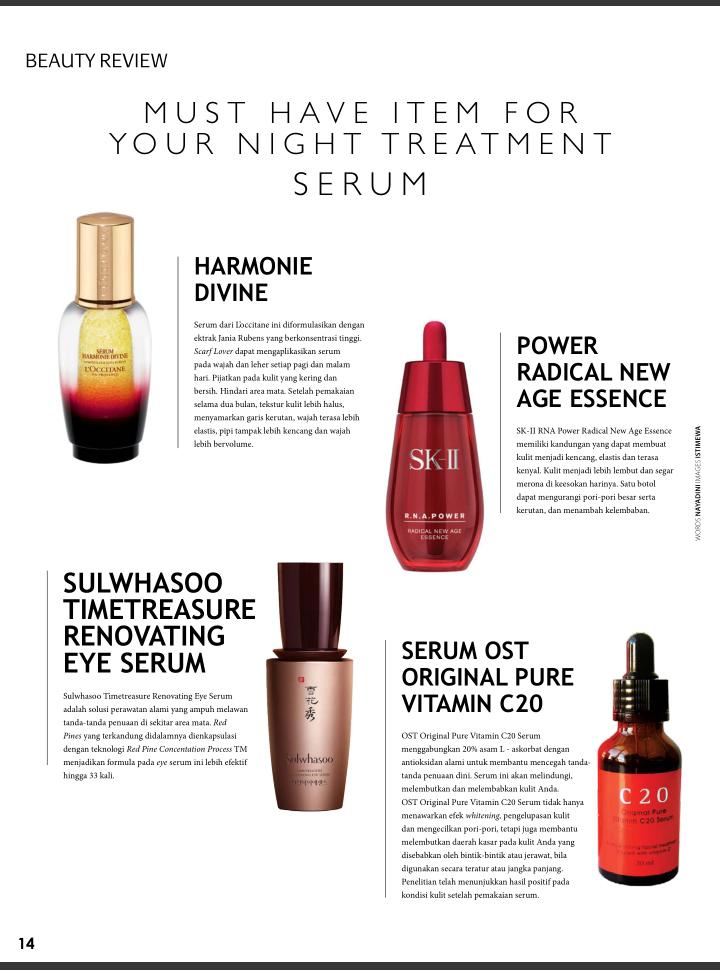 BEAUTY REVIEW
MUST HAVE ITEM FOR
YOUR NIGHT TREATMENT
SERUM
HARMONIE
DIVINE
Serum dari L'occitane ini diformulasikan dengan
ektrak Jania Rubens yang berkonsentrasi tinggi.
Scarf Lover dapat mengaplikasikan serum
pada wajah dan leher setiap pagi dan malam
hari. Pijatkan pada kulit yang kering dan
bersih. Hindari area mata. Setelah pemakaian
selama dua bulan, tekstur kulit lebih halus,
menyamarkan garis kerutan, wajah terasa lebih
elastis, pipi tampak lebih kencang dan wajah
lebih bervolume.
SÉRUM
HARMONIE DIVINE
L'OCCITANE
EN PROVENCE
POWER
RADICAL NEW
AGE ESSENCE
SK-II RNA Power Radical New Age Essence
memiliki kandungan yang dapat membuat
kulit menjadi kencang, elastis dan terasa
kenyal. Kulit menjadi lebih lembut dan segar
merona di keesokan harinya. Satu botol
dapat mengurangi pori-pori besar serta
kerutan, dan menambah kelembaban.
SK-II
R.N.A.POWER
RADICAL NEW AGE
ESSENCE
WORDS NAYADINI IMAGES ISTIMEWA
SULWHASOO
TIMETREASURE
RENOVATING
EYE SERUM
Sulwhasoo Timetreasure Renovating Eye Serum
adalah solusi perawatan alami yang ampuh melawan
tanda-tanda penuaan di sekitar area mata. Red
Pines yang terkandung didalamnya dienkapsulasi
dengan teknologi Red Pine Concentation Process TM
menjadikan formula pada eye serum ini lebih efektif
hingga 33 kali.
雪
花
秀
Sulwhasoo
SERUM OST
ORIGINAL PURE
VITAMIN C20
OST Original Pure Vitamin C20 Serum
menggabungkan 20% asam L - askorbat dengan
antioksidan alami untuk membantu mencegah tanda-
tanda penuaan dini. Serum ini akan melindungi,
melembutkan dan melembabkan kulit Anda.
OST Original Pure Vitamin C20 Serum tidak hanya
menawarkan efek whitening, pengelupasan kulit
dan mengecilkan pori-pori, tetapi juga membantu
melembutkan daerah kasar pada kulit Anda yang
disebabkan oleh bintik-bintik atau jerawat, bila
digunakan secara teratur atau jangka panjang.
Penelitian telah menunjukkan hasil positif pada
kondisi kulit setelah pemakaian serum.
C20
Original Pure
Vitamin C20 Serum
30 ml
14